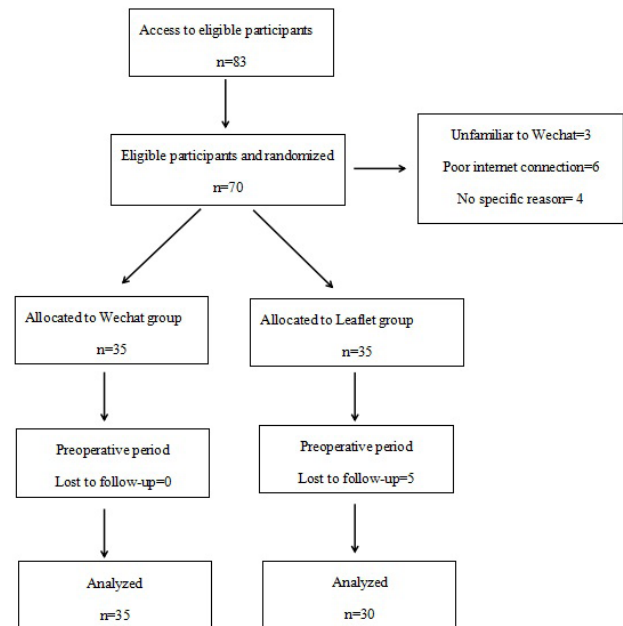 Access to eligible participants
n=83
Eligible participants and randomized
n=70
Unfamiliar to Wechat=3
Poor internet connection=6
No specific reason= 4
Allocated to Wechat group
n=35
Allocated to Leaflet group
n=35
Preoperative period
Lost to follow-up=0
Preoperative period
Lost to follow-up=5
Analyzed
n=35
Analyzed
n=30